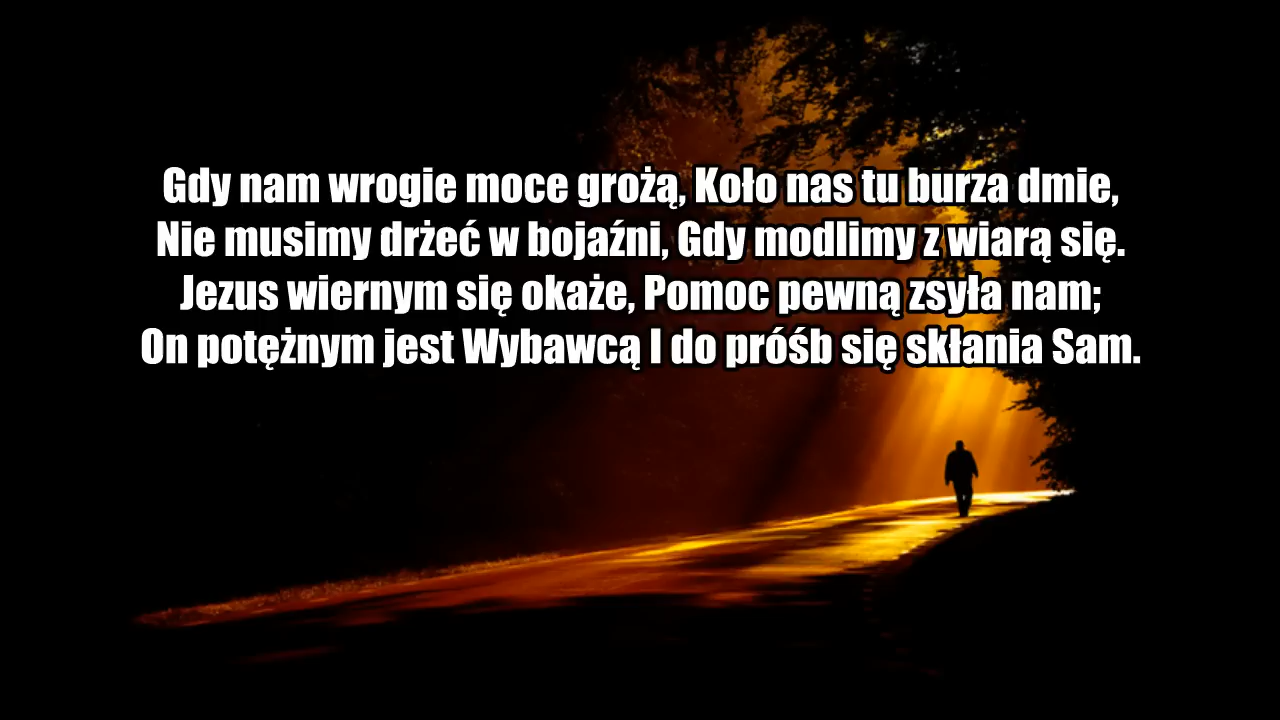 Gdy nam wrogie moce grożą, Koło nas tu burza dmie,
Nie musimy drżeć w bojaźni, Gdy modlimy z wiarą się.
Jezus wiernym się okaże, Pomoc pewną zsyła nam;
On potężnym jest Wybawcą I do próśb się skłania Sam.